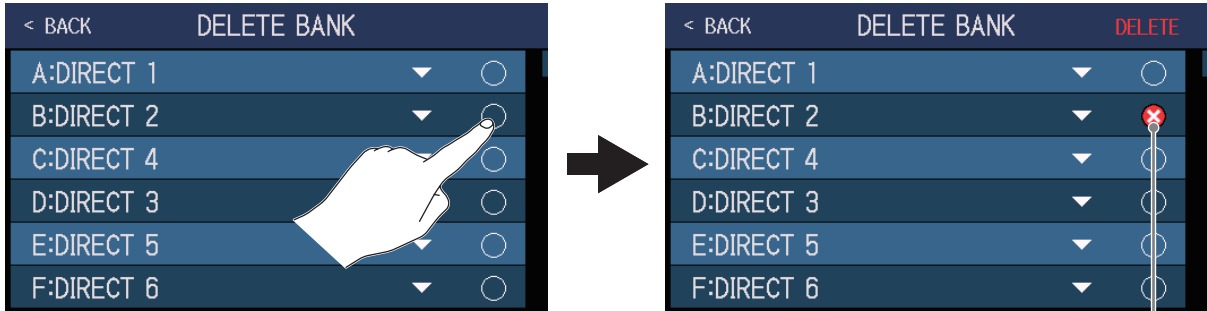 < BACK DELETE BANK
A:DIRECT 1
B:DIRECT 2
C:DIRECT 4
D:DIRECT 3
E:DIRECT 5
F:DIRECT 6
< BACK DELETE BANK DELETE
A:DIRECT 1
B:DIRECT 2
C:DIRECT 4
D:DIRECT 3
E:DIRECT 5
F:DIRECT 6